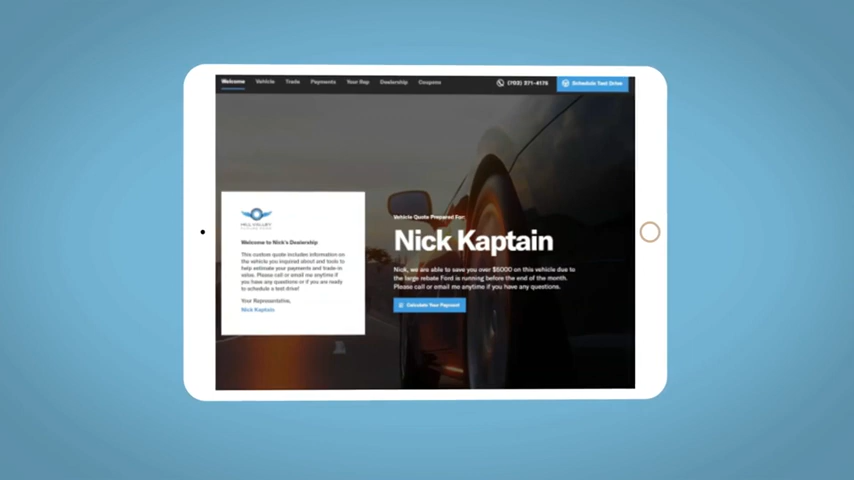 Welcome Vehicle Trade Payments Your Rep Dealership Coupons (702) 371-4176 Schedule Test Drive
Vehicle Quote Prepared For:
Nick Kaptain
Nick, we are able to save you over $6000 on this vehicle due to
the large rebate Ford is running before the end of the month.
Please call or email me anytime if you have any questions.
Calculate Your Payment
HILL VALLEY
Welcome to Nick's Dealership
This custom quote includes information on
the vehicle you inquired about and tools to
help estimate your payments and trade-in
value. Please call or email me anytime if
you have any questions or if you are ready
to schedule a test drive!
Your Representative,
Nick Kaptain